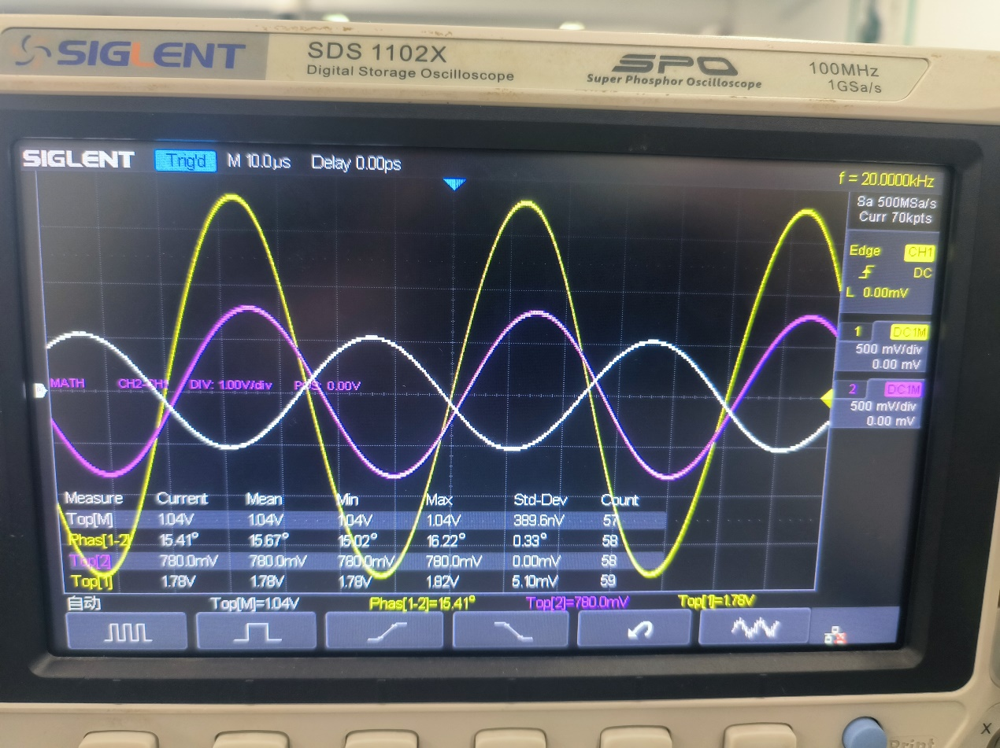 SIGLENT
SDS 1102X
Digital Storage Oscilloscope
SPO
Super Phosphor Oscilloscope
100MHz
1GSa/s
SIGLENT Trig'd M 10.0μs Delay 0.00ps
f = 20.0000kHz
Sa 500MSa/s
Curr 70kpts
Edge CH1
DC
L 0.00mV
1 DC1M
500 mV/div
0.00 mV
2 DC1M
500 mV/div
0.00 mV
MATH CH2-CH1 DIV: 1.00V/div POS: 0.00V
Measure Current Mean Min Max Std-Dev Count
Top[M] 1.04V 1.04V 1.04V 1.04V 389.6nV 57
Phas[1-2] 15.41° 15.67° 15.02° 16.22° 0.33° 58
Top[2] 780.0mV 780.0mV 780.0mV 780.0mV 0.00mV 58
Top[1] 1.78V 1.78V 1.78V 1.82V 5.10mV 59
自动 Top[M]=1.04V Phas[1-2]=15.41° Top[2]=780.0mV Top[1]=1.78V
Print
X